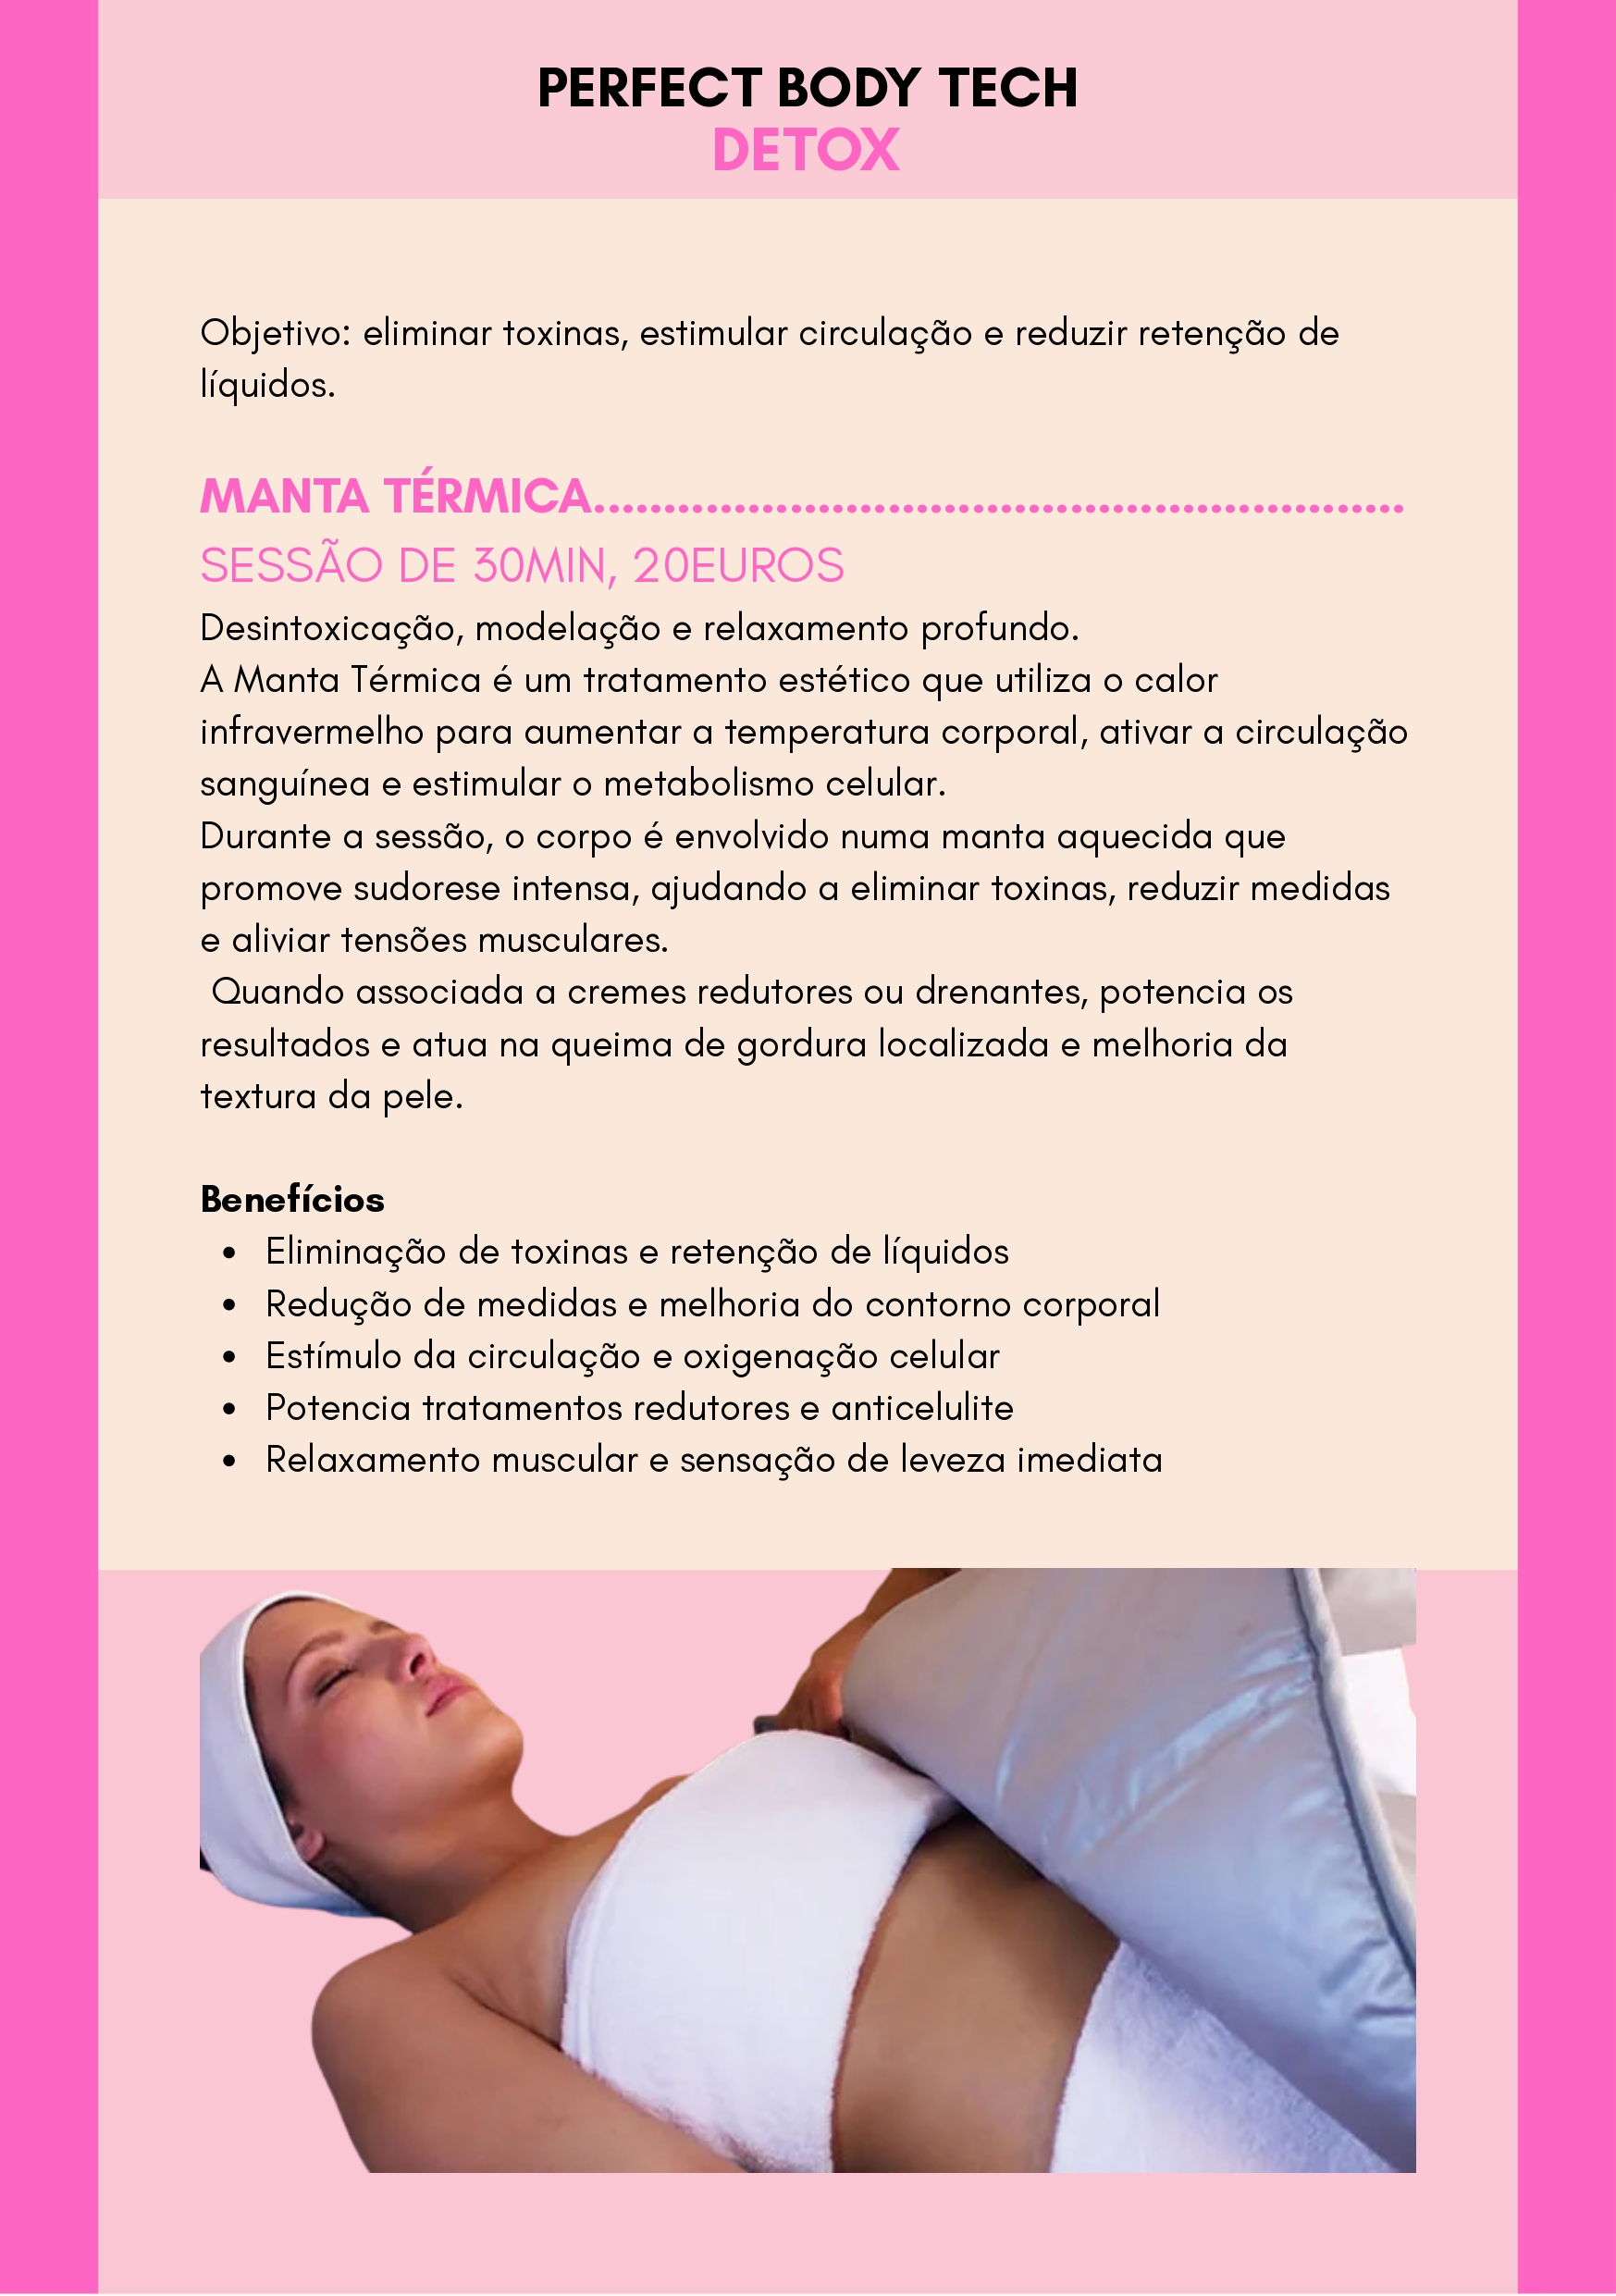 PERFECT BODY TECH
DETOX
Objetivo: eliminar toxinas, estimular circulação e reduzir retenção de
líquidos.
MANTA TÉRMICA..........................................................
SESSÃO DE 30MIN, 20EUROS
Desintoxicação, modelação e relaxamento profundo.
A Manta Térmica é um tratamento estético que utiliza o calor
infravermelho para aumentar a temperatura corporal, ativar a circulação
sanguínea e estimular o metabolismo celular.
Durante a sessão, o corpo é envolvido numa manta aquecida que
promove sudorese intensa, ajudando a eliminar toxinas, reduzir medidas
e aliviar tensões musculares.
Quando associada a cremes redutores ou drenantes, potencia os
resultados e atua na queima de gordura localizada e melhoria da
textura da pele.
Benefícios
• Eliminação de toxinas e retenção de líquidos
• Redução de medidas e melhoria do contorno corporal
• Estímulo da circulação e oxigenação celular
• Potencia tratamentos redutores e anticelulite
• Relaxamento muscular e sensação de leveza imediata